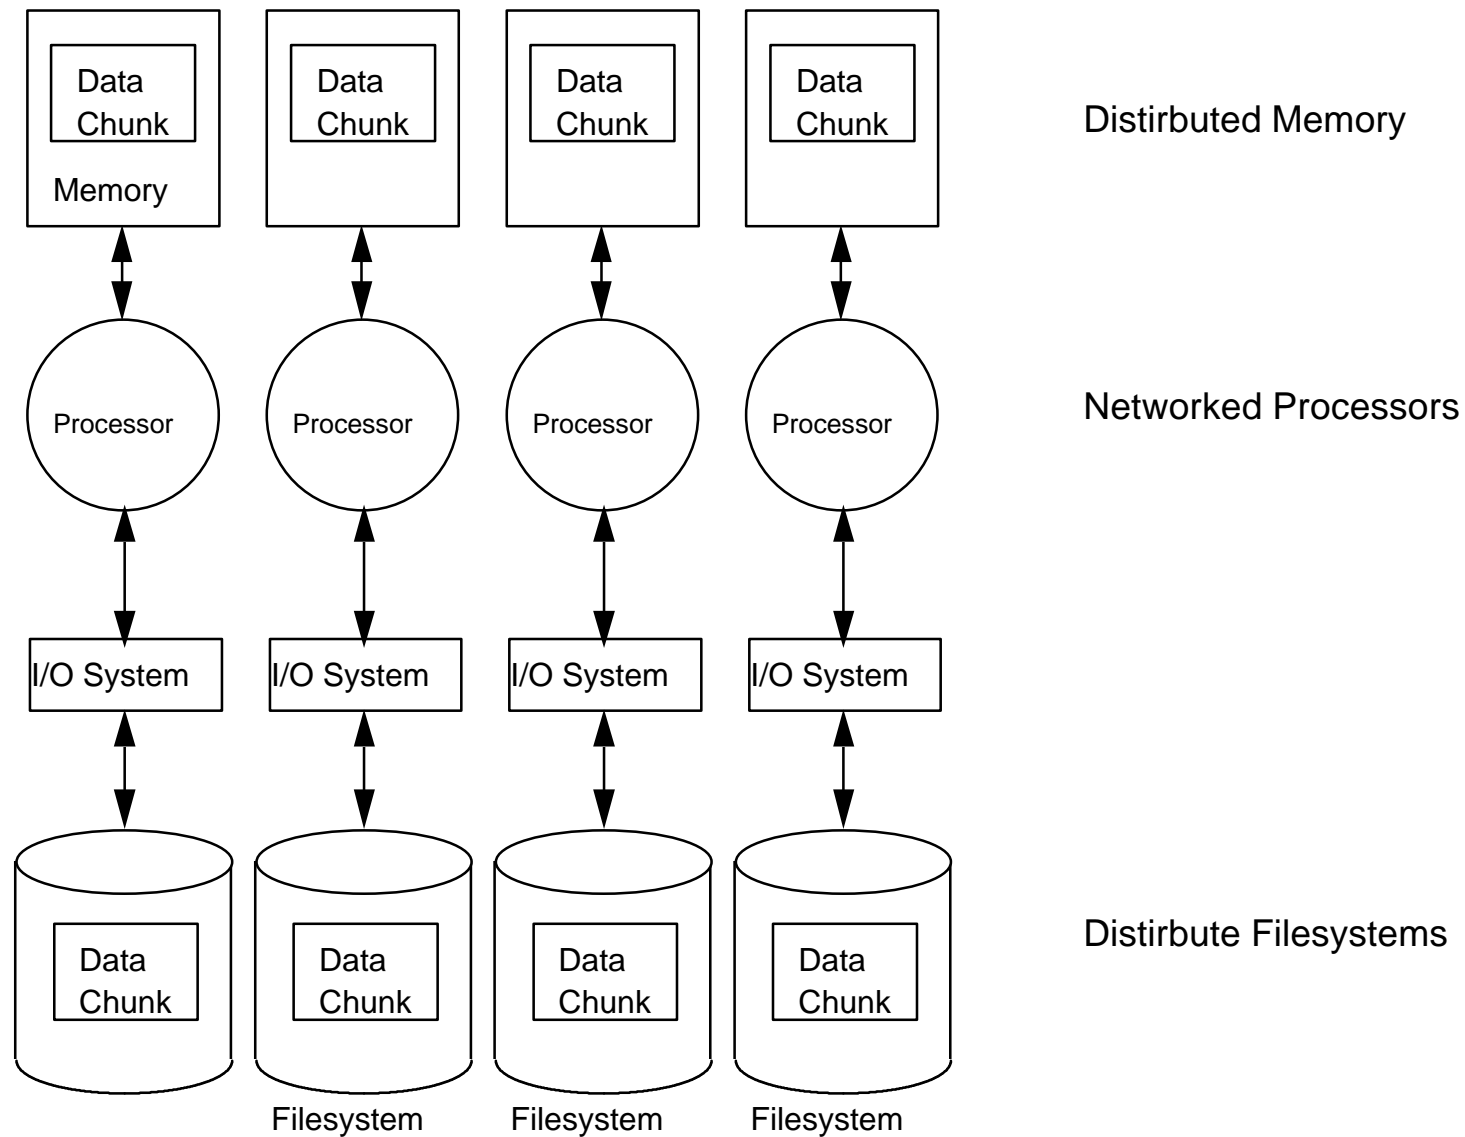 Data
Chunk
Memory
Data
Chunk
Data
Chunk
Data
Chunk
Distirbuted Memory
Processor
Processor
Processor
Processor
Networked Processors
I/O System
I/O System
I/O System
I/O System
Data
Chunk
Data
Chunk
Data
Chunk
Data
Chunk
Distirbute Filesystems
Filesystem
Filesystem
Filesystem